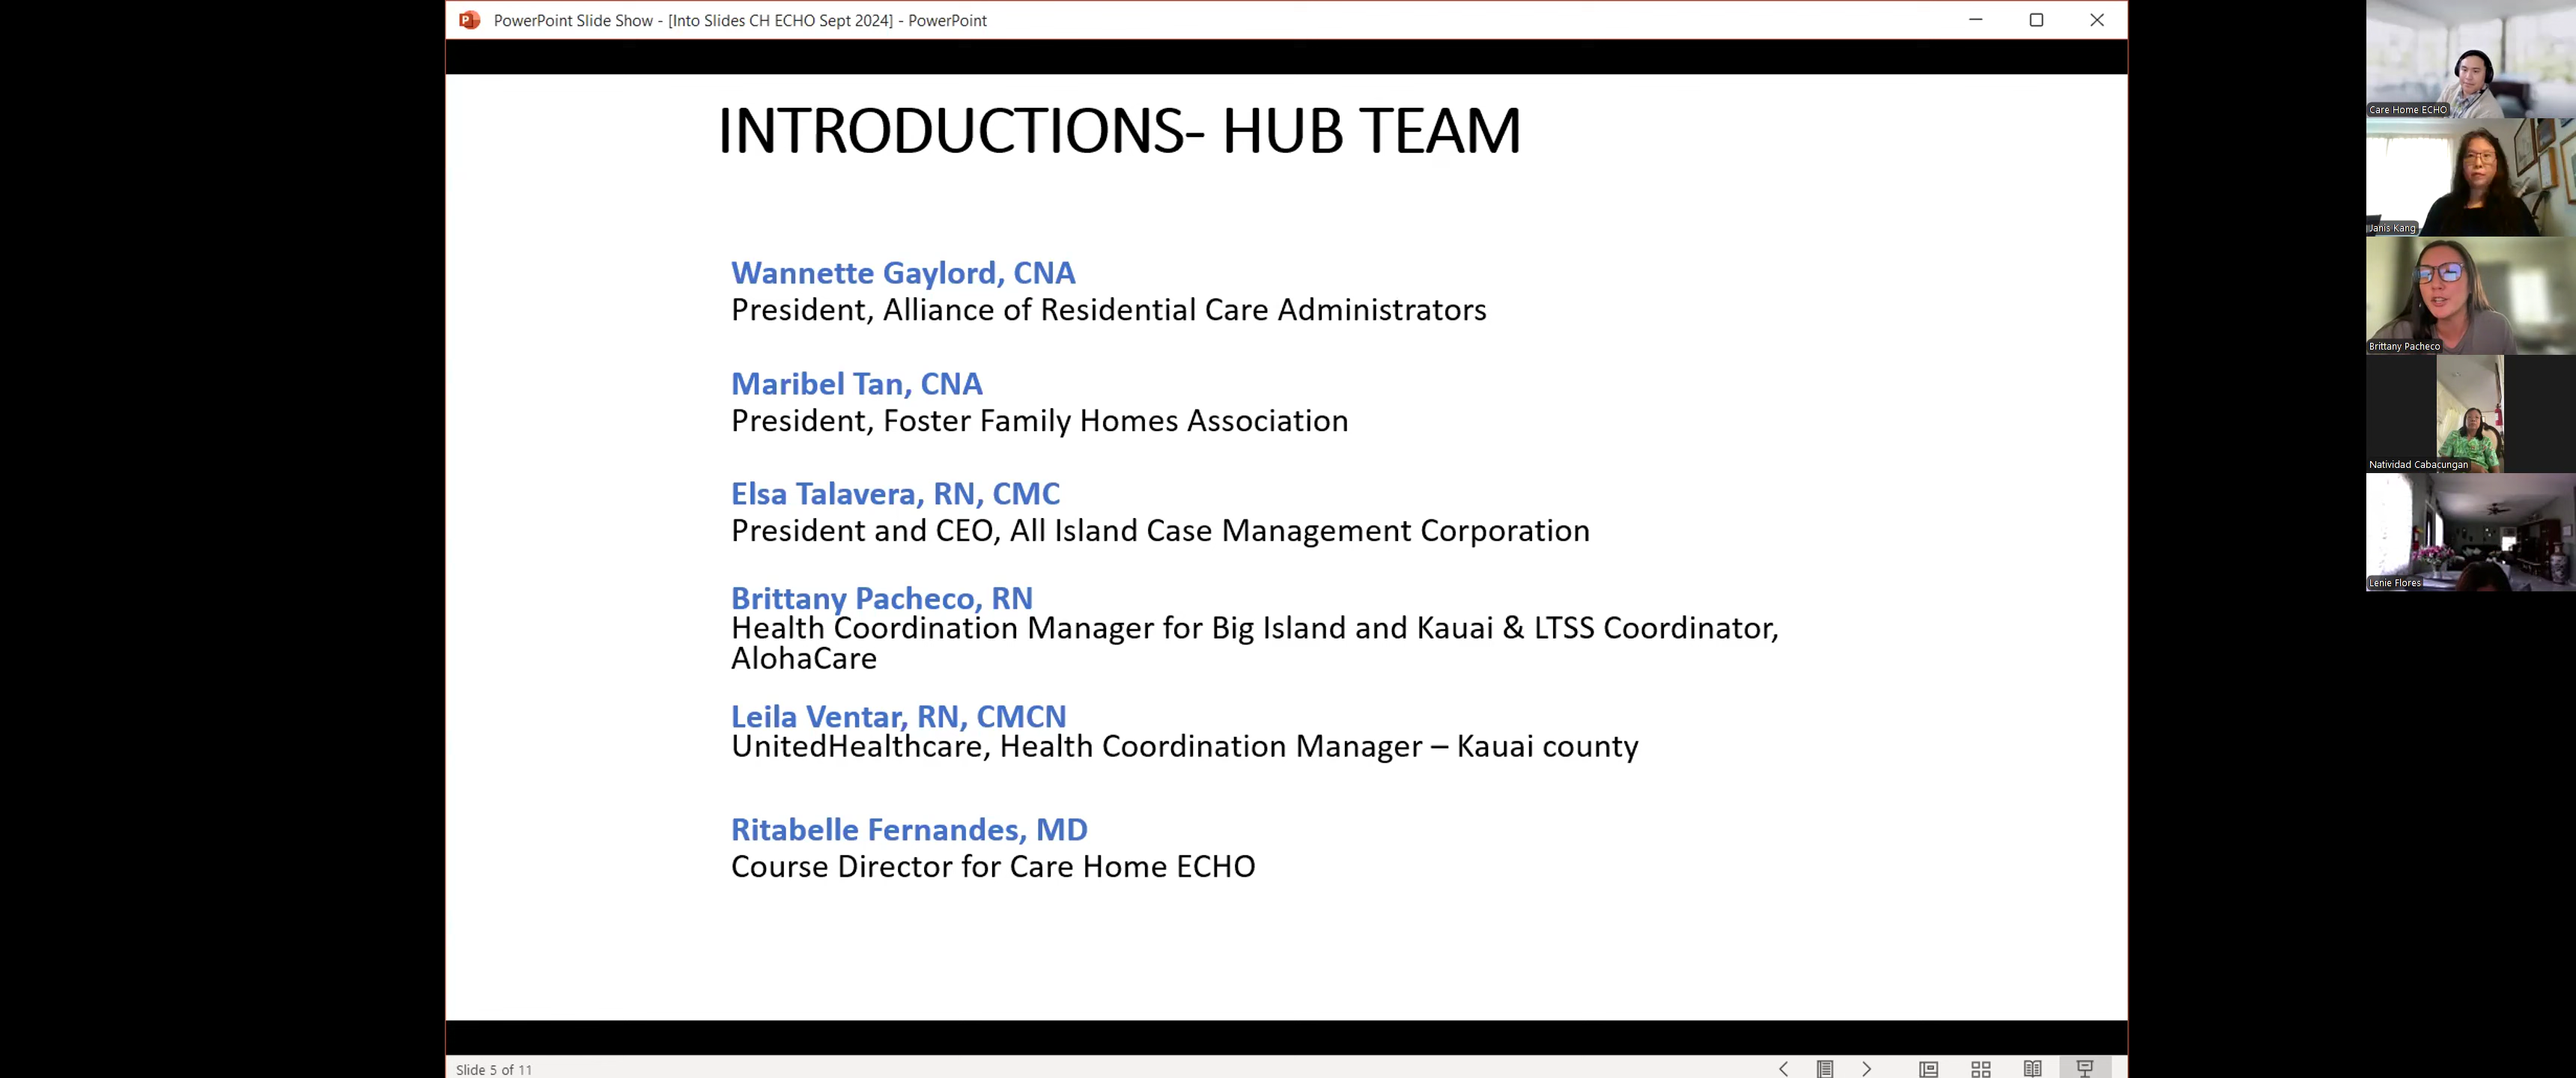 PowerPoint Slide Show - [Into Slides CH ECHO Sept 2024] - PowerPoint
INTRODUCTIONS- HUB TEAM
Wannette Gaylord, CNA
President, Alliance of Residential Care Administrators
Maribel Tan, CNA
President, Foster Family Homes Association
Elsa Talavera, RN, CMC
President and CEO, All Island Case Management Corporation
Brittany Pacheco, RN
Health Coordination Manager for Big Island and Kauai & LTSS Coordinator,
AlohaCare
Leila Ventar, RN, CMCN
UnitedHealthcare, Health Coordination Manager – Kauai county
Ritabelle Fernandes, MD
Course Director for Care Home ECHO
Slide 5 of 11
Care Home ECHO
Janis Kang
Brittany Pacheco
Natividad Cabacungan
Lenie Flores